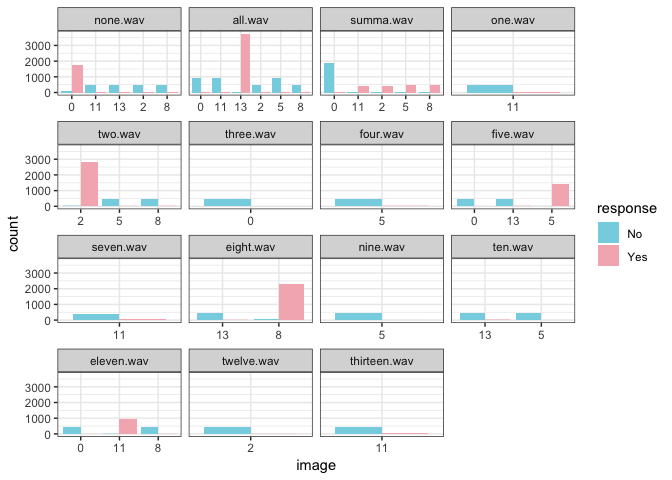 none.wav all.wav summa.wav one.wav
3000
2000
1000
0
0 11 13 2 8 0 11 13 2 5 8 0 11 2 5 8 11
two.wav three.wav four.wav five.wav
3000
2000
1000
0
2 5 8 0 5 0 13 5
seven.wav eight.wav nine.wav ten.wav
3000
2000
1000
0
11 13 8 5 13 5
eleven.wav twelve.wav thirteen.wav
3000
2000
1000
0
0 11 8 2 11
image
count
response
No
Yes